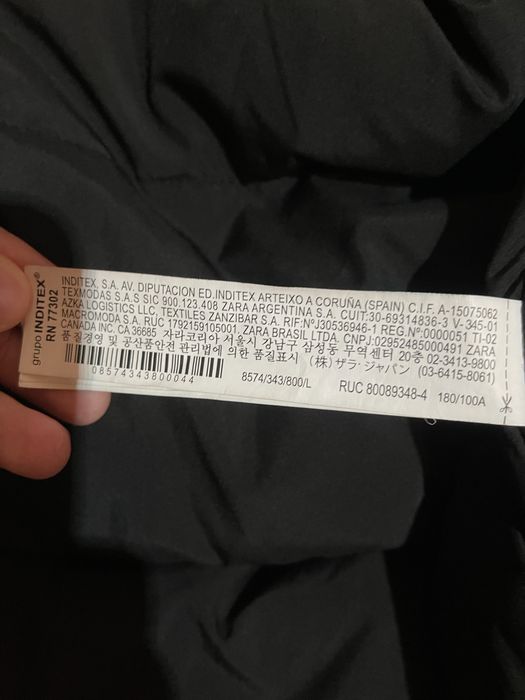 grupo INDITEX®
RN 77302
INDITEX, S.A. AV. DIPUTACION ED.INDITEX ARTEIXO A CORUÑA (SPAIN) C.I.F. A-15075062
TEXMODAS S.A.S SIC 900.123.408 ZARA ARGENTINA S.A. CUIT:30-69314836-3 V-345-01
AZKA LOGISTICS LLC, TEXTILES ZANZIBAR S.A. RIF:NºJ30536946-1 REG.Nº:0000051 TI-02
MACROMODA S.A. RUC 1792159105001. ZARA BRASIL LTDA. CNPJ:02952485000491 ZARA
CANADA INC. CA 36685 자라코리아 서울시 강남구 삼성동 무역센터 20층 02-3413-9800
품질경영 및 공산품안전 관리법에 의한 품질표시 (株) ザラ・ジャパン (03-6415-8061)
08574343800044
8574/343/800/L
RUC 80089348-4
180/100A